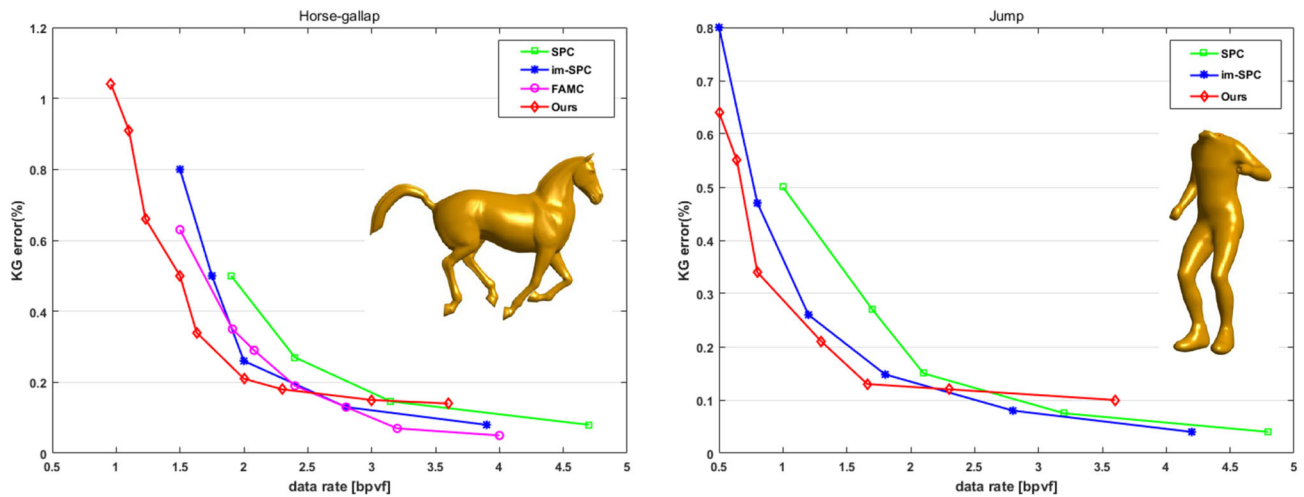 Horse-gallap
1.2
1
0.8
0.6
0.4
0.2
0
KG error(%)
0.5 1 1.5 2 2.5 3 3.5 4 4.5 5
data rate [bpvf]
SPC
im-SPC
FAMC
Ours
Jump
0.8
0.7
0.6
0.5
0.4
0.3
0.2
0.1
0
KG error(%)
0.5 1 1.5 2 2.5 3 3.5 4 4.5 5
data rate [bpvf]
SPC
im-SPC
Ours